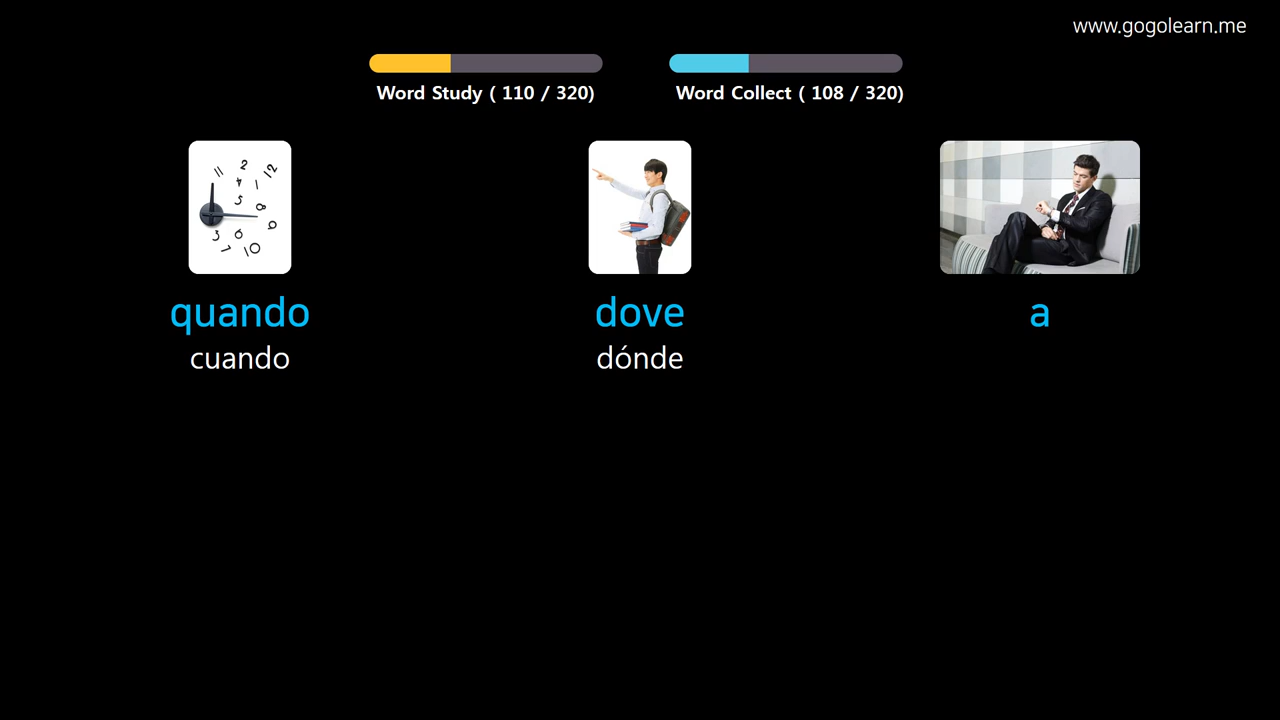 www.gogolearn.me
Word Study ( 110 / 320)
Word Collect ( 108 / 320)
quando
dove
a
cuando
dónde